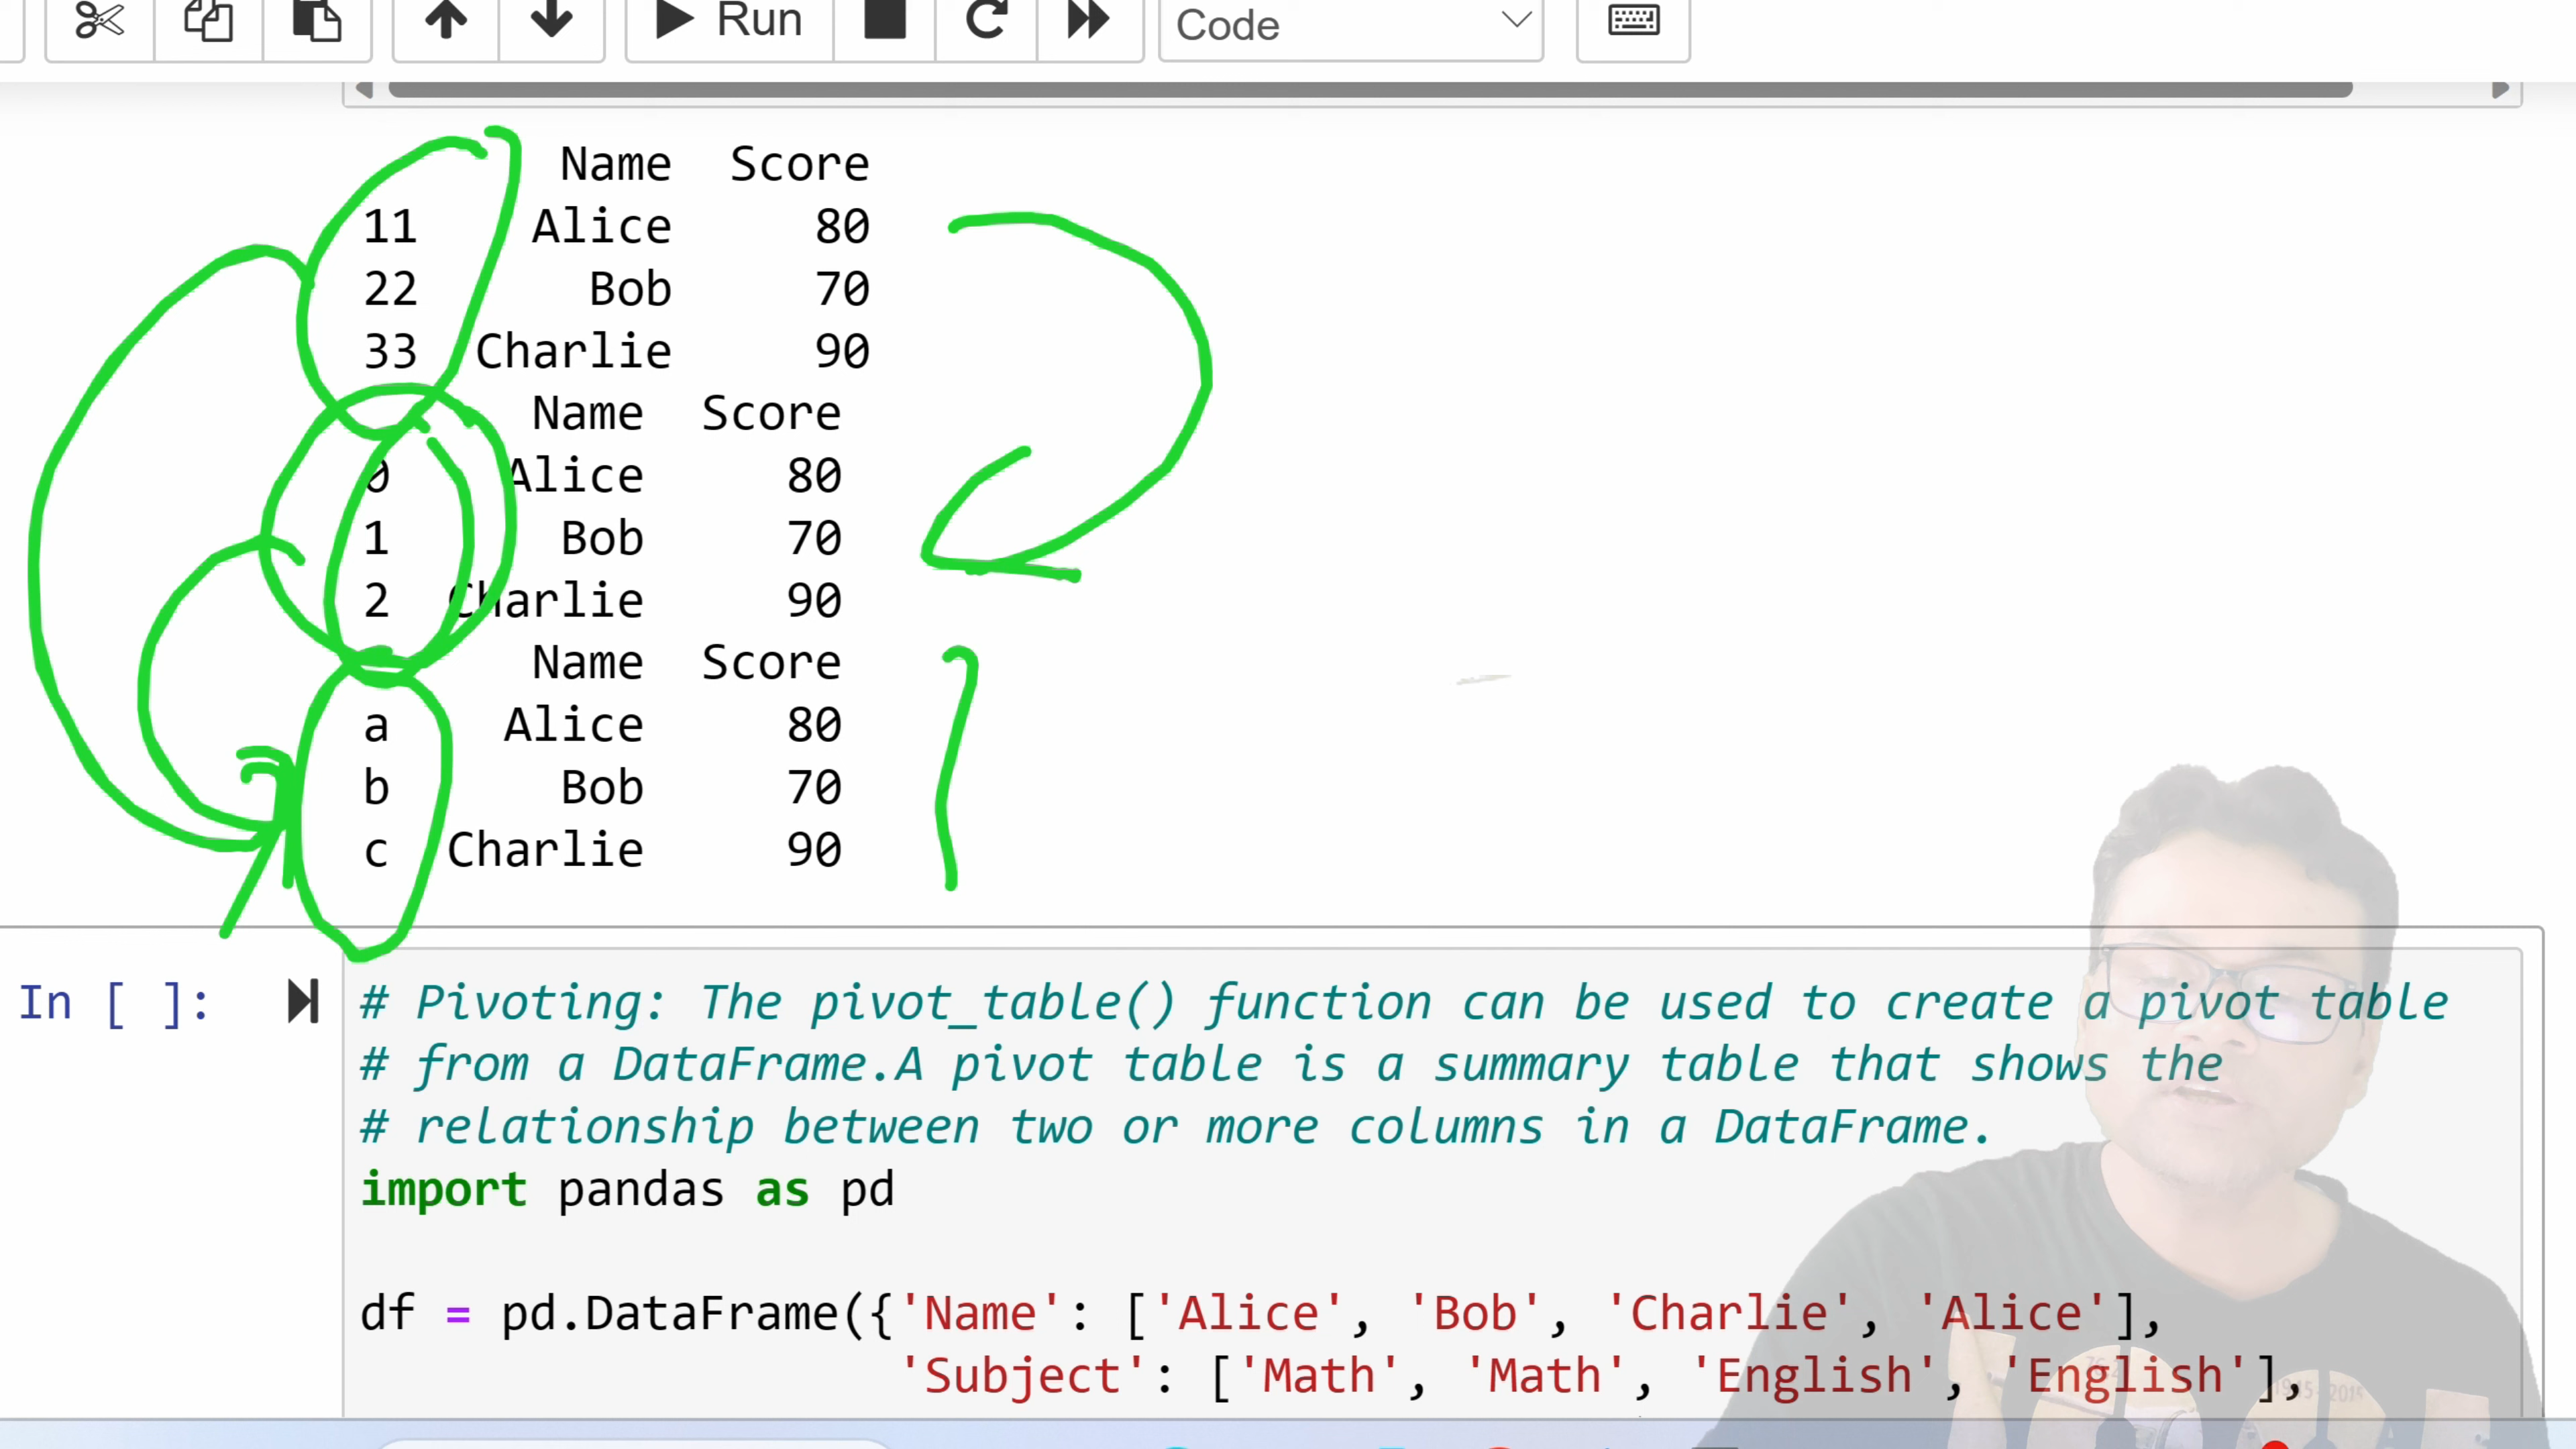 Run Code
Name Score
11 Alice 80
22 Bob 70
33 Charlie 90
Name Score
0 Alice 80
1 Bob 70
2 Charlie 90
Name Score
a Alice 80
b Bob 70
c Charlie 90
In [ ]: # Pivoting: The pivot_table() function can be used to create a pivot table
# from a DataFrame.A pivot table is a summary table that shows the
# relationship between two or more columns in a DataFrame.
import pandas as pd
df = pd.DataFrame({'Name': ['Alice', 'Bob', 'Charlie', 'Alice'],
'Subject': ['Math', 'Math', 'English', 'English'],